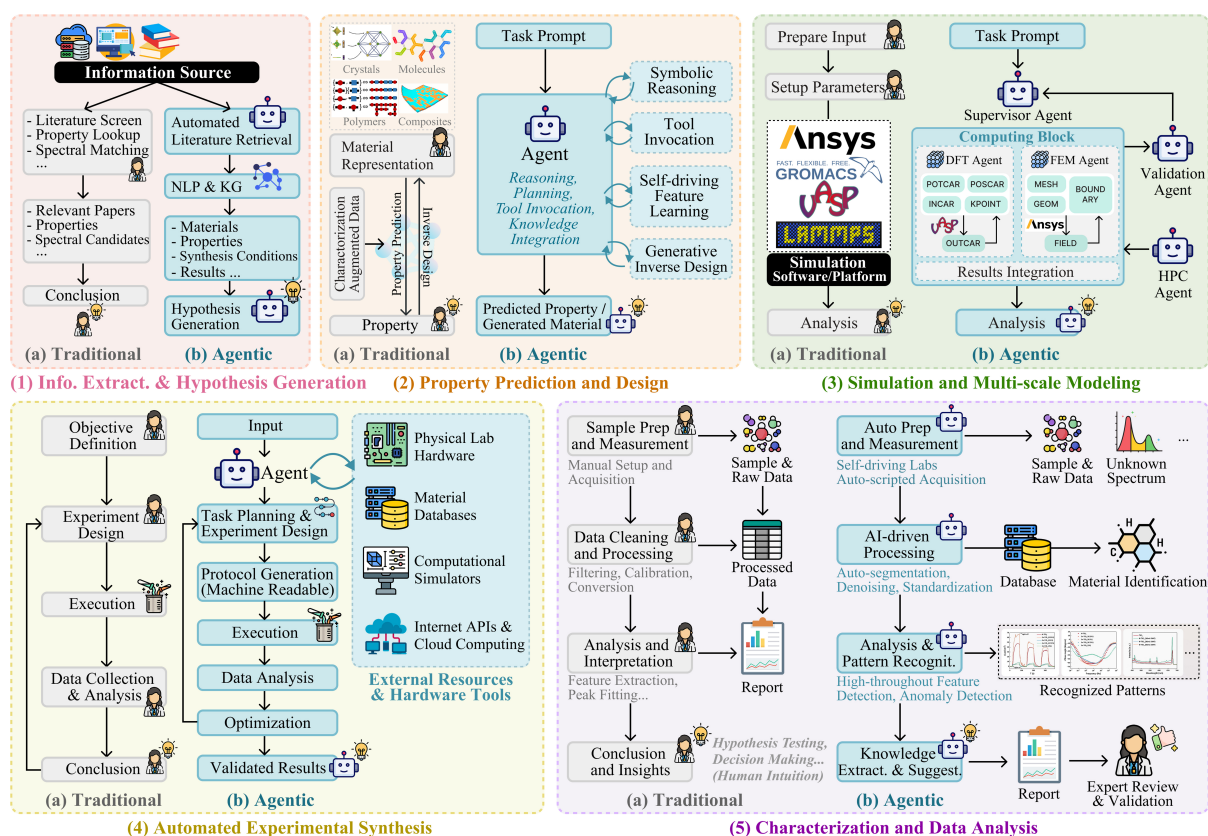 Information Source
- Literature Screen
- Property Lookup
- Spectral Matching
...
- Relevant Papers
- Properties
- Spectral Candidates
...
Conclusion
(a) Traditional
Automated
Literature Retrieval
NLP & KG
- Materials
- Properties
- Synthesis Conditions
- Results ...
Hypothesis
Generation
(b) Agentic
(1) Info. Extract. & Hypothesis Generation
Crystals
Molecules
Polymers
Composites
Material
Representation
Characterization
Augmented Data
Property Prediction
Inverse Design
Property
(a) Traditional
Task Prompt
Agent
Reasoning,
Planning,
Tool Invocation,
Knowledge
Integration
Symbolic
Reasoning
Tool
Invocation
Self-driving
Feature
Learning
Generative
Inverse Design
Predicted Property /
Generated Material
(b) Agentic
(2) Property Prediction and Design
Prepare Input
Setup Parameters
Ansys
FAST. FLEXIBLE. FREE.
GROMACS
VASP
LAMMPS
Simulation
Software/Platform
Analysis
(a) Traditional
Task Prompt
Supervisor Agent
Computing Block
DFT Agent
POTCAR
POSCAR
INCAR
KPOINT
VASP
OUTCAR
FEM Agent
MESH
GEOM
BOUND
ARY
Ansys
FIELD
Results Integration
Validation
Agent
HPC
Agent
Analysis
(b) Agentic
(3) Simulation and Multi-scale Modeling
Objective
Definition
Experiment
Design
Execution
Data Collection
& Analysis
Conclusion
(a) Traditional
Input
Agent
Task Planning &
Experiment Design
Protocol Generation
(Machine Readable)
Execution
Data Analysis
Optimization
Validated Results
(b) Agentic
Physical Lab
Hardware
Material
Databases
Computational
Simulators
Internet APIs &
Cloud Computing
External Resources
& Hardware Tools
(4) Automated Experimental Synthesis
Sample Prep
and Measurement
Manual Setup and
Acquisition
Sample &
Raw Data
Data Cleaning
and Processing
Filtering, Calibration,
Conversion
Processed
Data
Analysis and
Interpretation
Feature Extraction,
Peak Fitting...
Report
Conclusion
and Insights
Hypothesis Testing,
Decision Making...
(Human Intuition)
(a) Traditional
Auto Prep
and Measurement
Self-driving Labs
Auto-scripted Acquisition
Sample &
Raw Data
Unknown
Spectrum
...
AI-driven
Processing
Auto-segmentation,
Denoising, Standardization
Database
H
C
H
Material Identification
Analysis &
Pattern Recognit.
High-throughout Feature
Detection, Anomaly Detection
...
Recognized Patterns
Knowledge
Extract. & Suggest.
Report
Expert Review
& Validation
(b) Agentic
(5) Characterization and Data Analysis